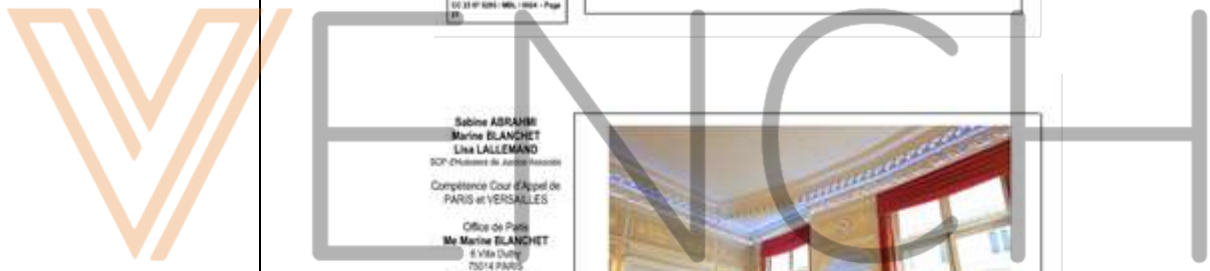 VENCH
Page
Sabine ABRAHMI
Marine BLANCHET
Lisa LALLEMAND
SCP d'Huissiers de Justice Associés
Compétence Cour d'Appel de
PARIS et VERSAILLES
Office de Paris
Me Marine BLANCHET
6 Villa Duthy
75014 PARIS